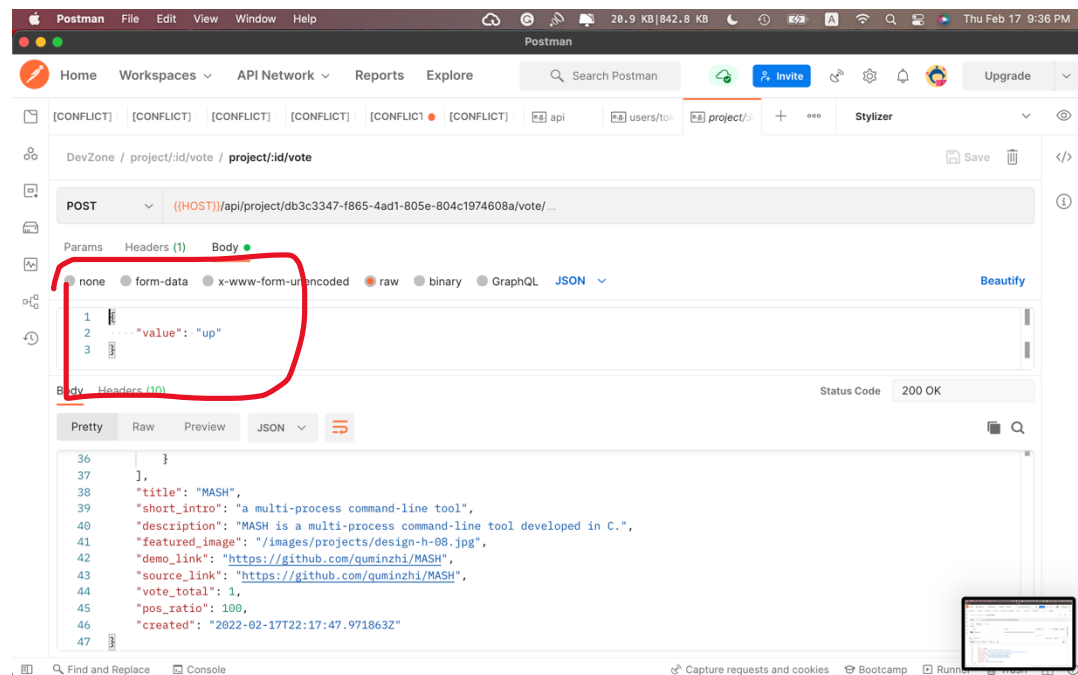 Postman File Edit View Window Help 20.9 KB|842.8 KB A Thu Feb 17 9:36 PM
Postman
Home Workspaces API Network Reports Explore Search Postman Invite Upgrade
[CONFLICT] [CONFLICT] [CONFLICT] [CONFLICT] [CONFLICT [CONFLICT] e.g. api e.g. users/tok e.g. project/ Stylizer
DevZone / project/:id/vote / project/:id/vote Save
POST {{HOST}}/api/project/db3c3347-f865-4ad1-805e-804c1974608a/vote/ ...
Params Headers (1) Body
none form-data x-www-form-urlencoded raw binary GraphQL JSON Beautify
1 {
2 "value": "up"
3 }
Body Headers (10) Status Code 200 OK
Pretty Raw Preview JSON
36 }
37 ],
38 "title": "MASH",
39 "short_intro": "a multi-process command-line tool",
40 "description": "MASH is a multi-process command-line tool developed in C.",
41 "featured_image": "/images/projects/design-h-08.jpg",
42 "demo_link": "https://github.com/quminzhi/MASH",
43 "source_link": "https://github.com/quminzhi/MASH",
44 "vote_total": 1,
45 "pos_ratio": 100,
46 "created": "2022-02-17T22:17:47.971863Z"
47 }
Find and Replace Console Capture requests and cookies Bootcamp Runner Trash